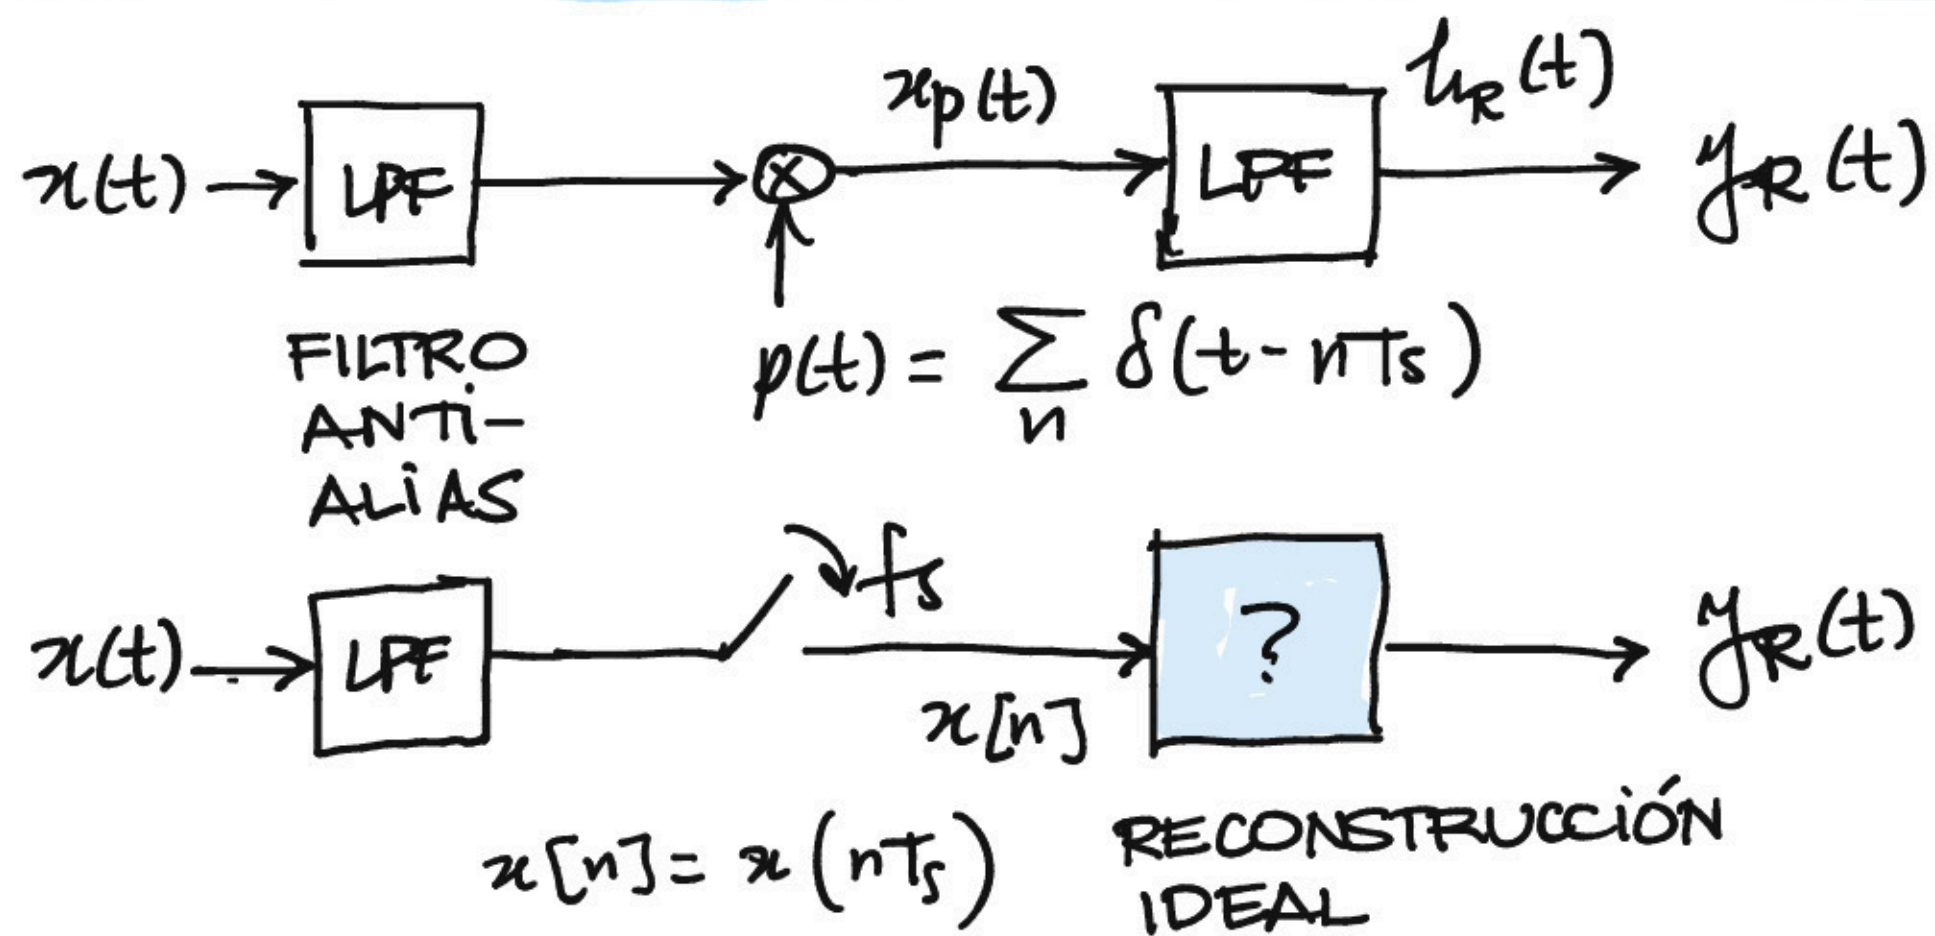 x(t) → LPF → ⊗ xp(t) → LPF hR(t) → yR(t)
FILTRO
ANTi-
ALiAS
p(t) = ∑n δ(t - nTs)
x(t) → LPF fs x[n] → ? → yR(t)
x[n] = x(nTs)
RECONSTRUCCiÓN
IDEAL